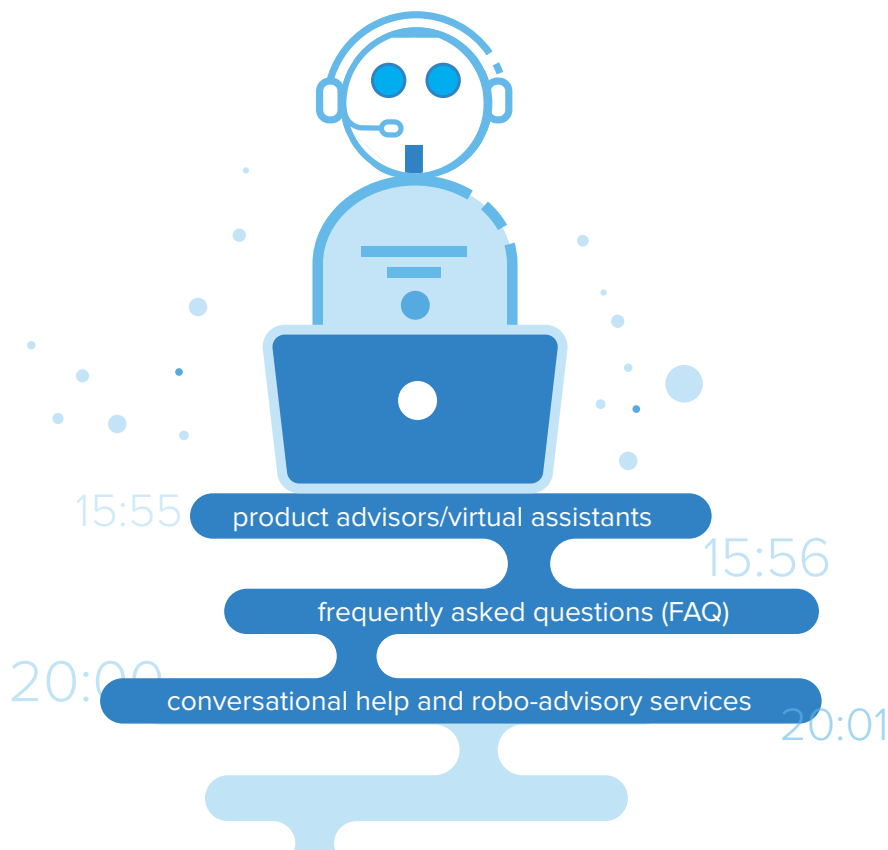 15:55
product advisors/virtual assistants
15:56
frequently asked questions (FAQ)
20:00
conversational help and robo-advisory services
20:01